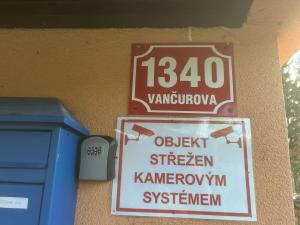 1340
VANČUROVA
OBJEKT
STŘEŽEN
KAMEROVÝM
SYSTÉMEM